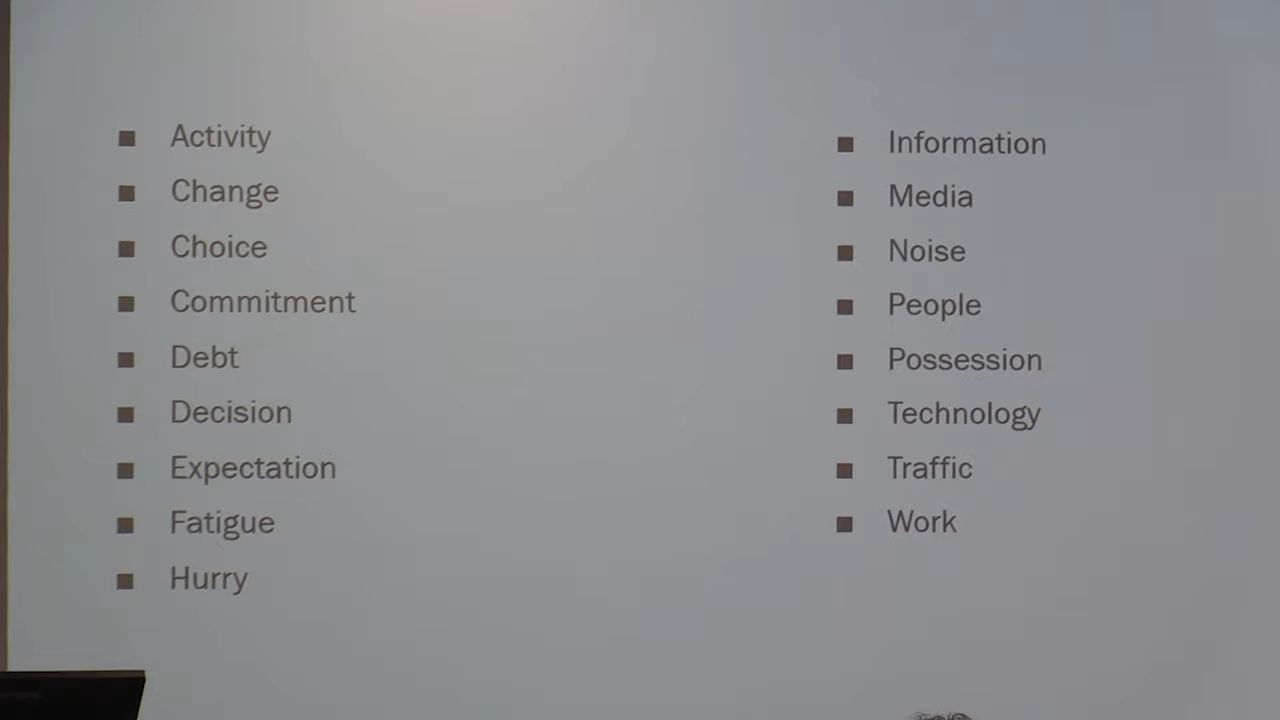 Activity
Change
Choice
Commitment
Debt
Decision
Expectation
Fatigue
Hurry
Information
Media
Noise
People
Possession
Technology
Traffic
Work